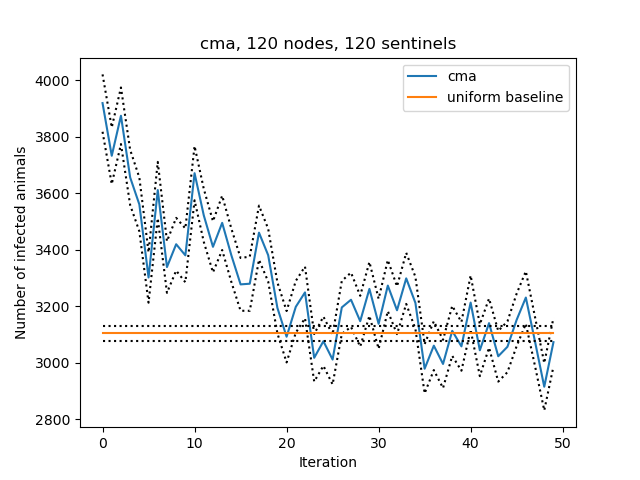 cma, 120 nodes, 120 sentinels
cma
uniform baseline
Number of infected animals
4000
3800
3600
3400
3200
3000
2800
0 10 20 30 40 50
Iteration